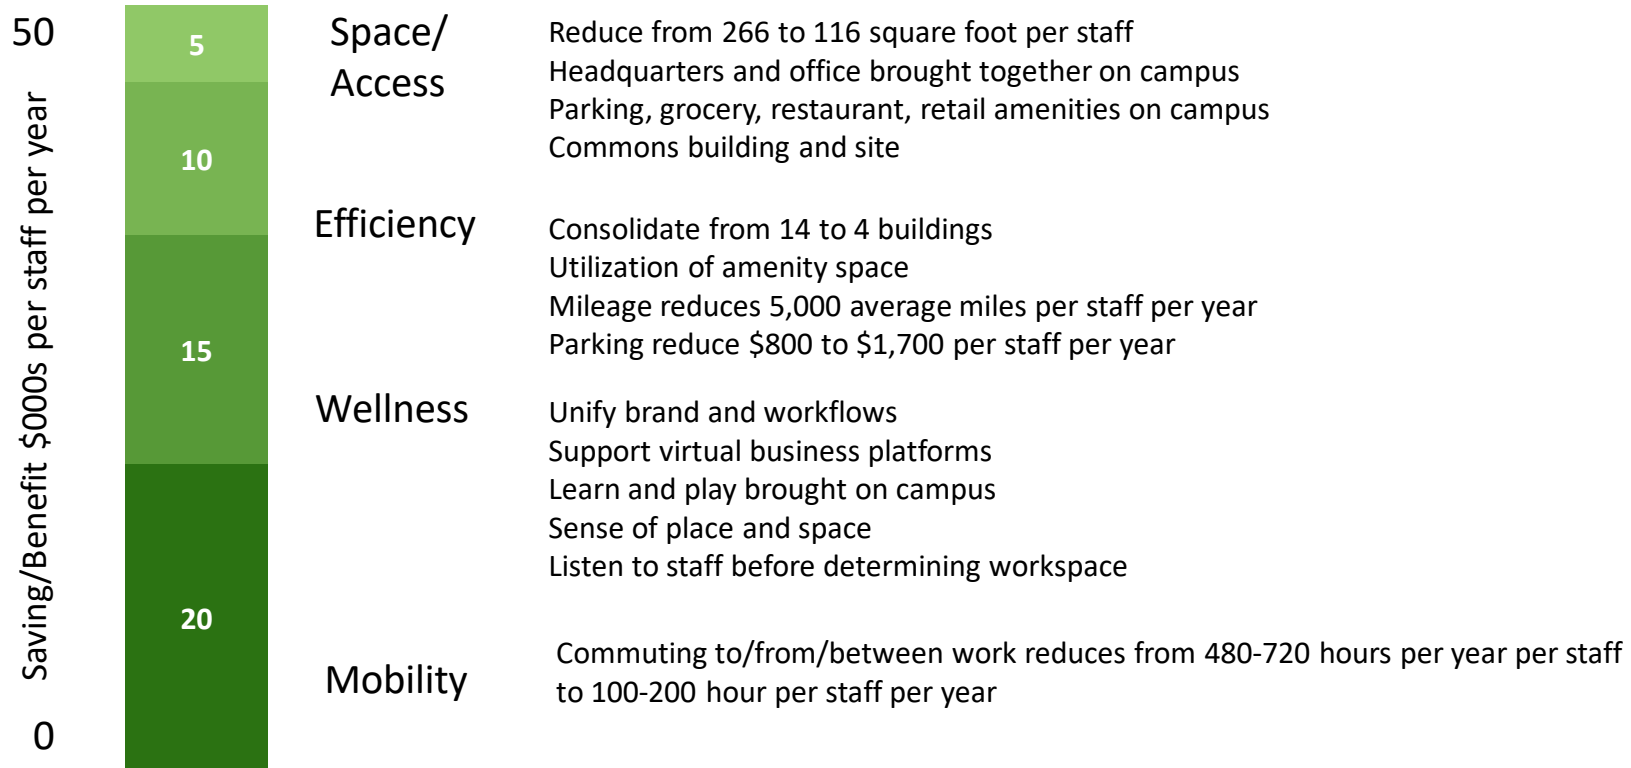 50
Saving/Benefit $000s per staff per year
0
5
10
15
20
Space/
Access
Reduce from 266 to 116 square foot per staff
Headquarters and office brought together on campus
Parking, grocery, restaurant, retail amenities on campus
Commons building and site
Efficiency
Consolidate from 14 to 4 buildings
Utilization of amenity space
Mileage reduces 5,000 average miles per staff per year
Parking reduce $800 to $1,700 per staff per year
Wellness
Unify brand and workflows
Support virtual business platforms
Learn and play brought on campus
Sense of place and space
Listen to staff before determining workspace
Mobility
Commuting to/from/between work reduces from 480-720 hours per year per staff
to 100-200 hour per staff per year